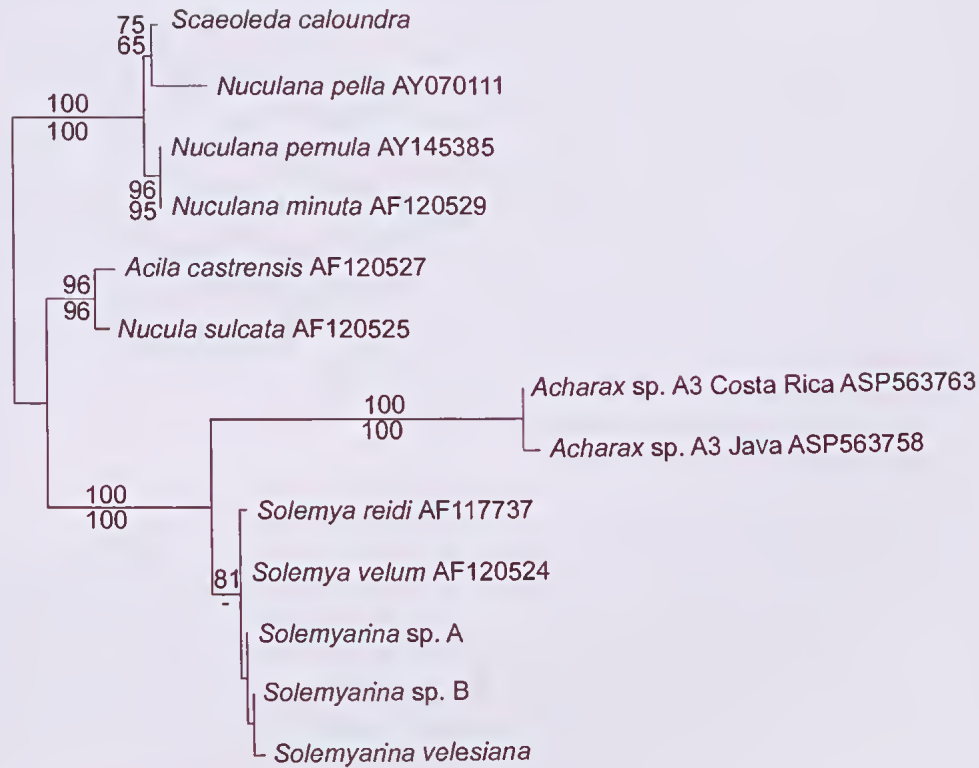 75 Scaeoleda caloundra
65
Nuculana pella AY070111
100
100
Nuculana pernula AY145385
96
95 Nuculana minuta AF120529
Acila castrensis AF120527
96
96
Nucula sulcata AF120525
Acharax sp. A3 Costa Rica ASP563763
100
100
Acharax sp. A3 Java ASP563758
100
100
Solemya reidi AF117737
81 Solemya velum AF120524
-
Solemyarina sp. A
Solemyarina sp. B
Solemyarina velesiana